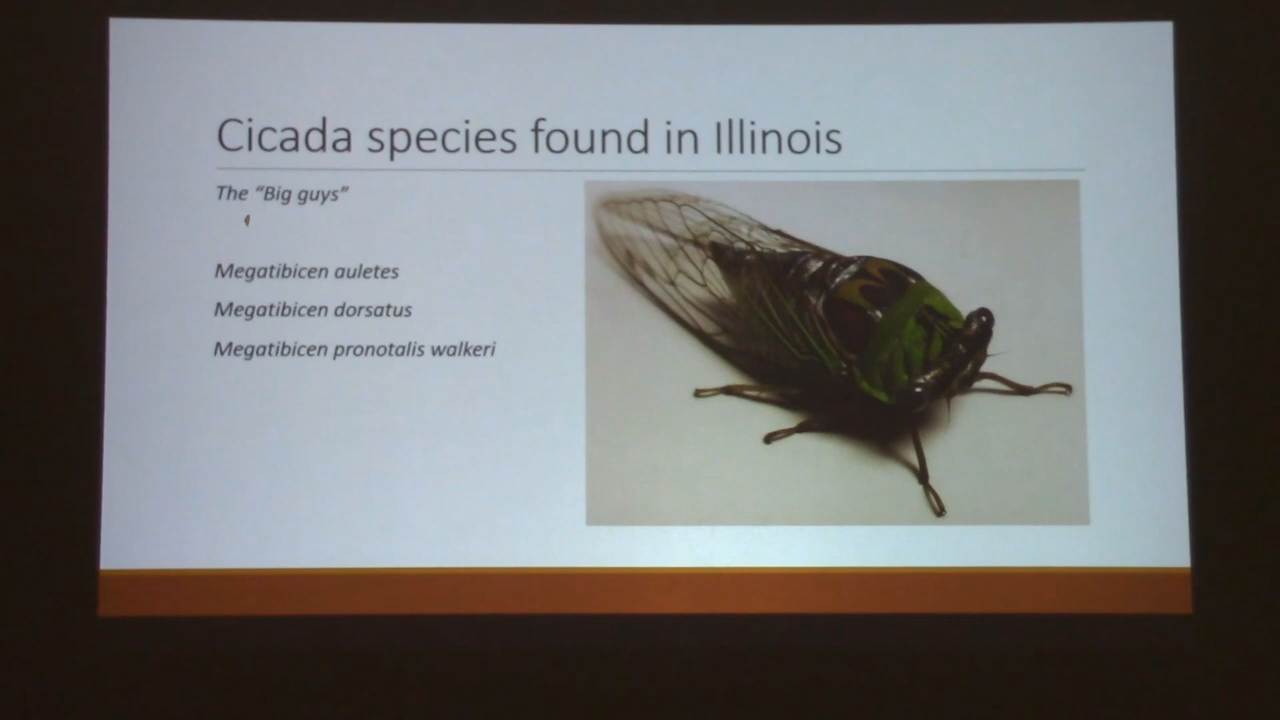 Cicada species found in Illinois
The “Big guys”
Megatibicen auletes
Megatibicen dorsatus
Megatibicen pronotalis walkeri